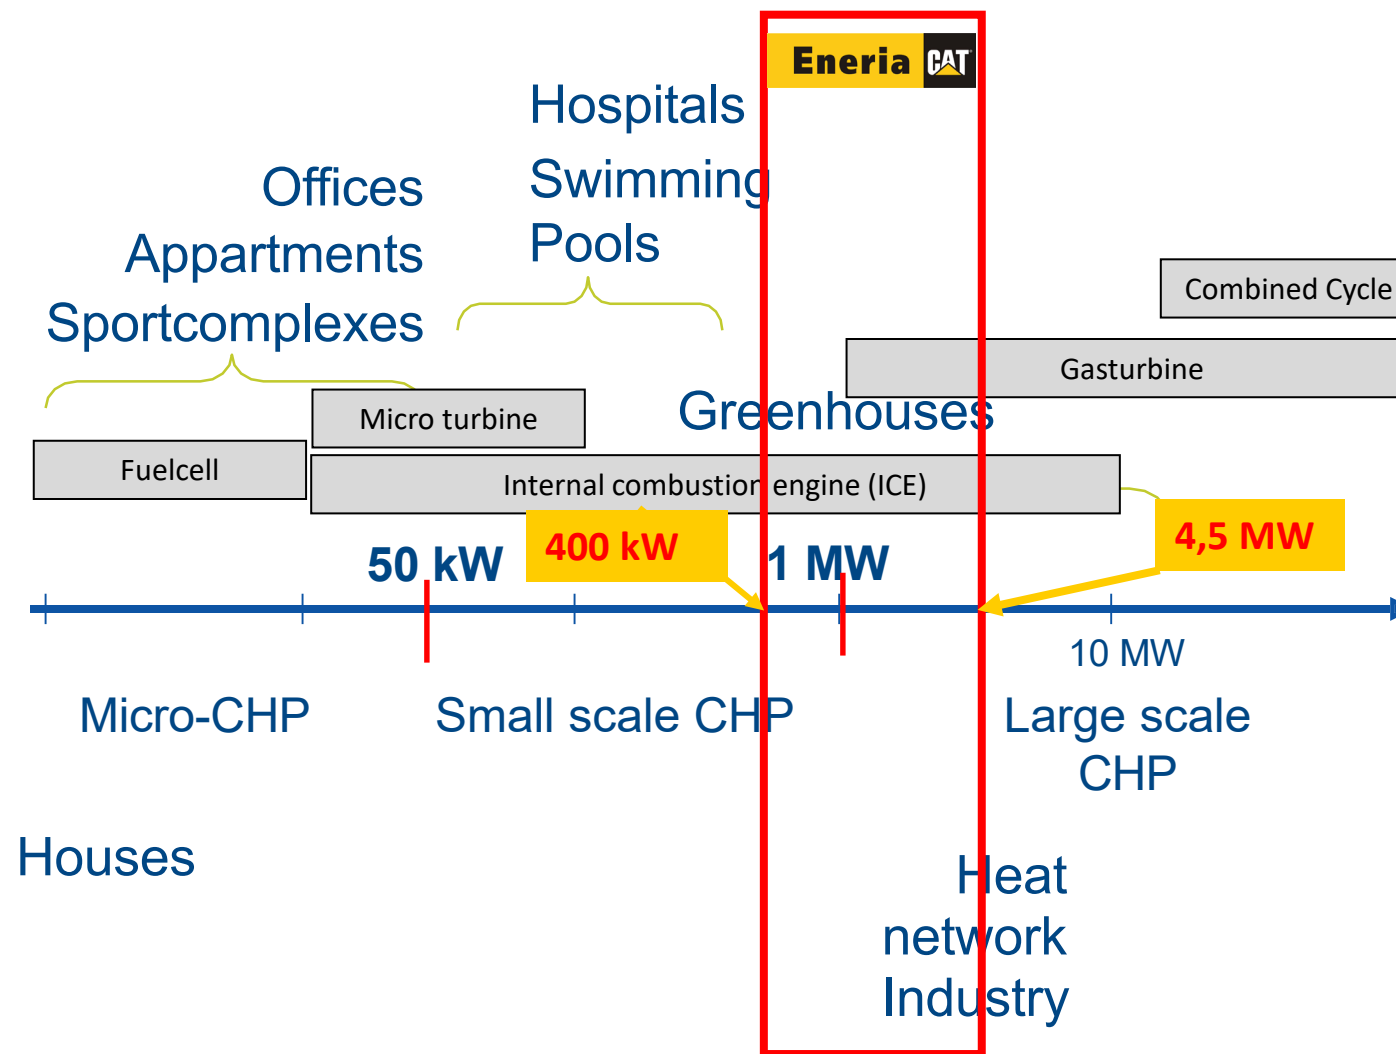 Eneria CAT
Hospitals
Swimming
Pools
Offices
Appartments
Sportcomplexes
Combined Cycle
Gasturbine
Micro turbine
Greenhouses
Fuelcell
Internal combustion engine (ICE)
50 kW
400 kW
1 MW
4,5 MW
10 MW
Micro-CHP
Small scale CHP
Large scale
CHP
Houses
Heat
network
Industry